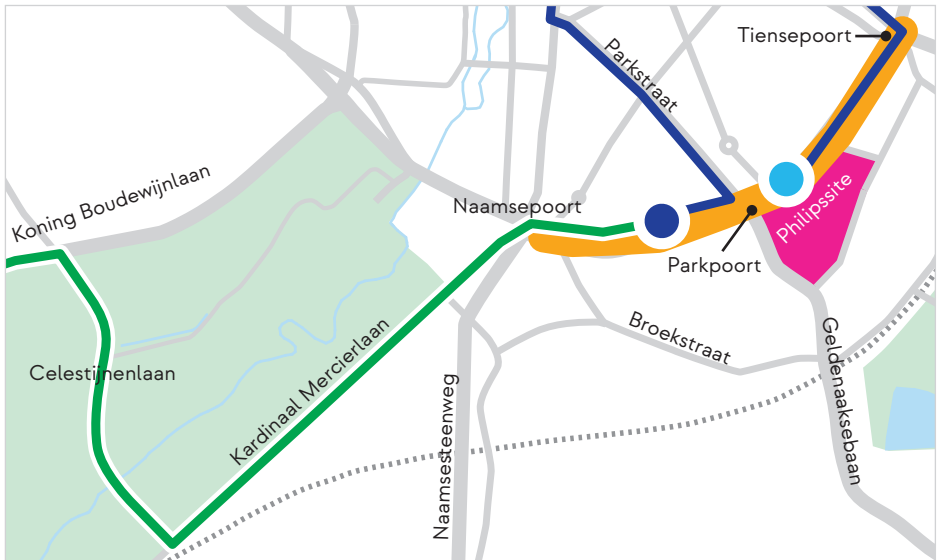 Tiensepoort
Parkstraat
Koning Boudewijnlaan
Naamsepoort
Philipssite
Parkpoort
Broekstraat
Celestijnenlaan
Kardinaal Mercierlaan
Naamsesteenweg
Geldenaaksebaan